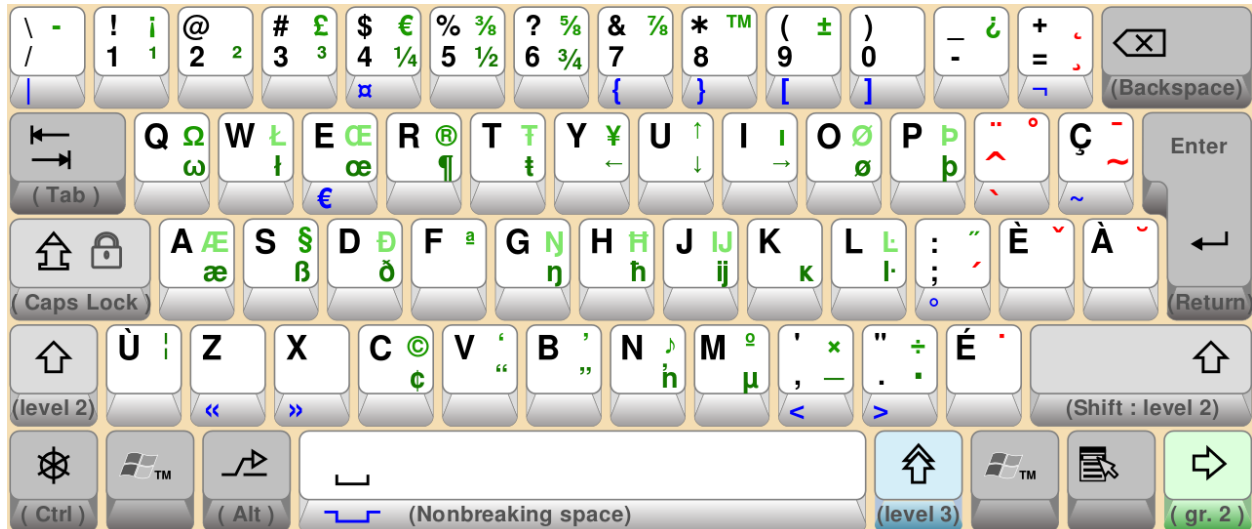 \ - ! ¡ @ # £ $ € % ⅜ ? ⅝ & ⅞ * ™ ( ± ) _ ¿ + ˛
/ 1 ¹ 2 ² 3 ³ 4 ¼ 5 ½ 6 ¾ 7 8 9 0 - = ¸
| ¤ { } [ ] ¬ (Backspace)
Q Ω W Ł E Œ R ® T Ŧ Y ¥ U ↑ I ı O Ø P Þ ¨ ° Ç ¯ Enter
ω ł œ ¶ ŧ ← ↓ → ø þ ^ ~
(Tab) € ` ~
A Æ S § D Ð F ª G Ŋ H Ħ J IJ K L Ŀ : ˝ È ˇ À ˘
æ ß ð ŋ ħ ij ĸ ŀ ; ´
(Caps Lock) ° (Return)
Ù ¦ Z X C © V ‘ B ’ N ♪ M º ' × " ÷ É ˙
¢ “ ” ŉ µ , — . ·
(level 2) « » < > (Shift : level 2)
TM TM
(Ctrl) (Alt) (Nonbreaking space) (level 3) (gr. 2)